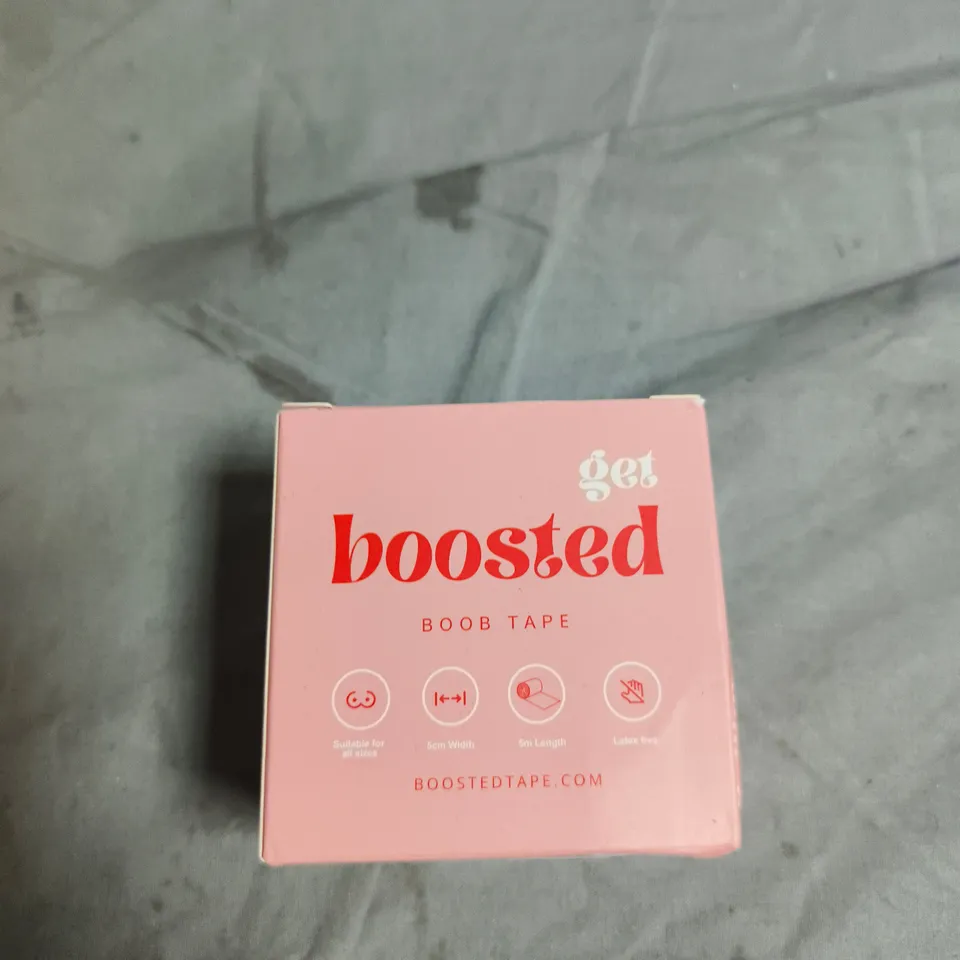 get
boosted
BOOB TAPE
Suitable for
all sizes
5cm Width
5m Length
Latex free
BOOSTEDTAPE.COM